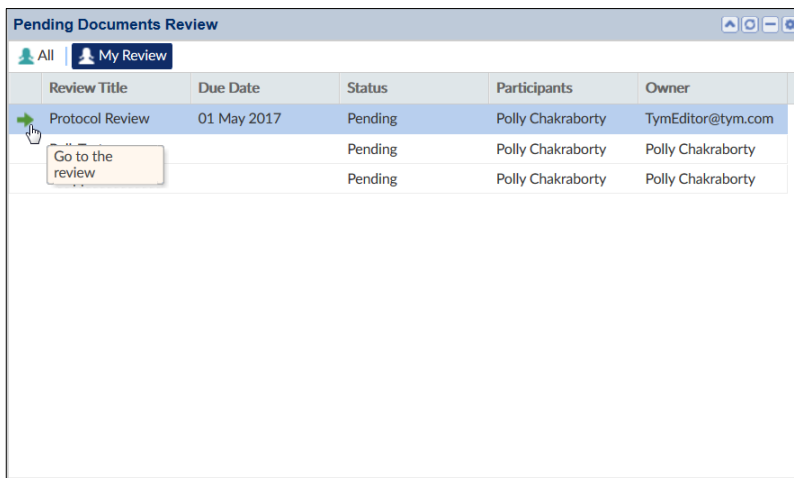 Pending Documents Review
All My Review
Review Title Due Date Status Participants Owner
Protocol Review 01 May 2017 Pending Polly Chakraborty TymEditor@tym.com
Pending Polly Chakraborty Polly Chakraborty
Go to the
review
Pending Polly Chakraborty Polly Chakraborty